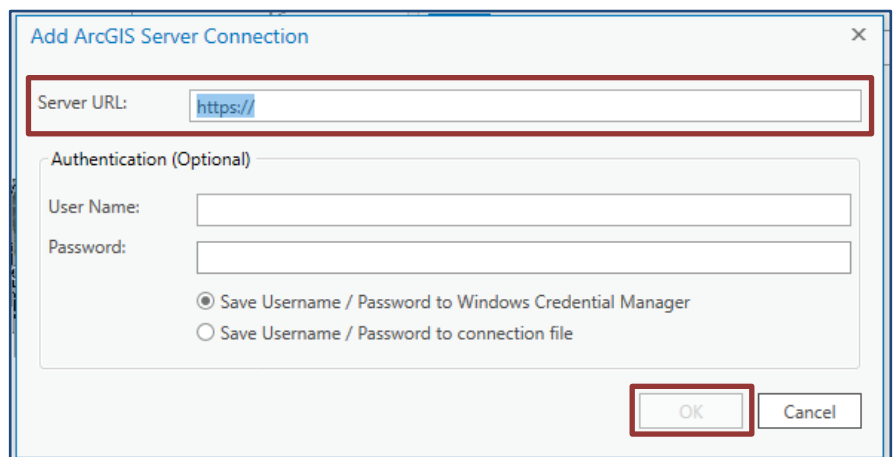 Add ArcGIS Server Connection
Server URL: https://
Authentication (Optional)
User Name:
Password:
Save Username / Password to Windows Credential Manager
Save Username / Password to connection file
OK Cancel